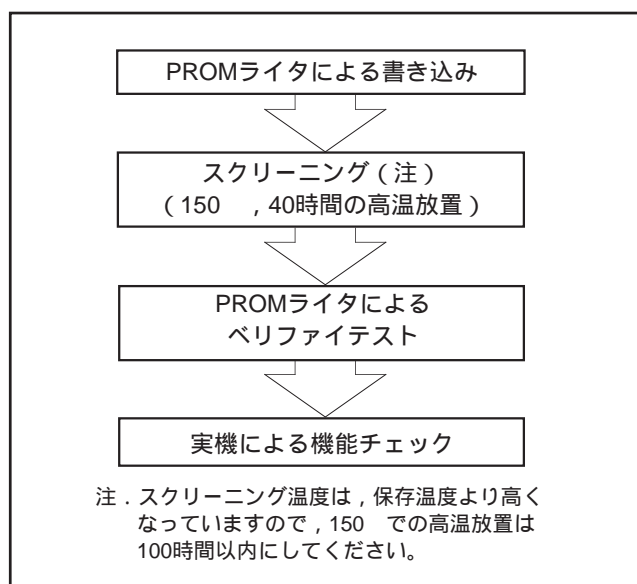 PROMライタによる書き込み
スクリーニング（注）
（150　，40時間の高温放置）
PROMライタによる
ベリファイテスト
実機による機能チェック
注．スクリーニング温度は，保存温度より高く
なっていますので，150　での高温放置は
100時間以内にしてください。